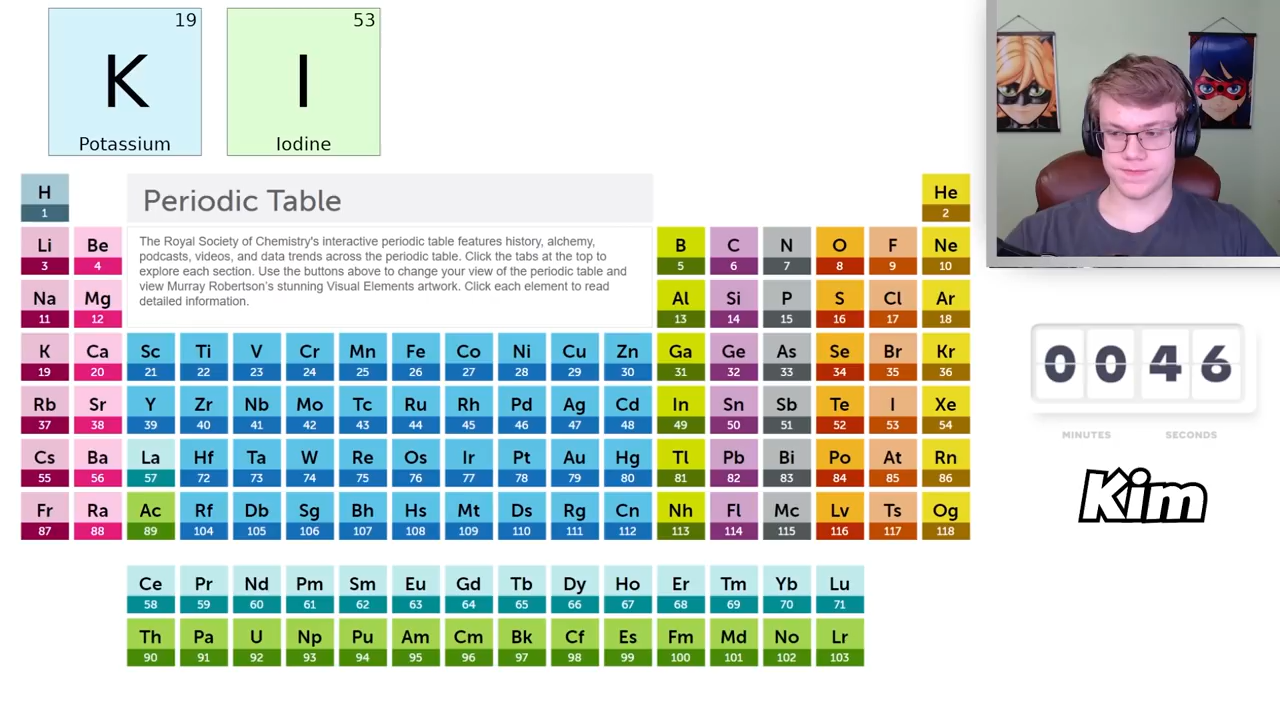 19 53
K I
Potassium Iodine
Periodic Table
The Royal Society of Chemistry's interactive periodic table features history, alchemy,
podcasts, videos, and data trends across the periodic table. Click the tabs at the top to
explore each section. Use the buttons above to change your view of the periodic table and
view Murray Robertson's stunning Visual Elements artwork. Click each element to read
detailed information.
H He
1 2
Li Be B C N O F Ne
3 4 5 6 7 8 9 10
Na Mg Al Si P S Cl Ar
11 12 13 14 15 16 17 18
K Ca Sc Ti V Cr Mn Fe Co Ni Cu Zn Ga Ge As Se Br Kr
19 20 21 22 23 24 25 26 27 28 29 30 31 32 33 34 35 36
Rb Sr Y Zr Nb Mo Tc Ru Rh Pd Ag Cd In Sn Sb Te I Xe
37 38 39 40 41 42 43 44 45 46 47 48 49 50 51 52 53 54
Cs Ba La Hf Ta W Re Os Ir Pt Au Hg Tl Pb Bi Po At Rn
55 56 57 72 73 74 75 76 77 78 79 80 81 82 83 84 85 86
Fr Ra Ac Rf Db Sg Bh Hs Mt Ds Rg Cn Nh Fl Mc Lv Ts Og
87 88 89 104 105 106 107 108 109 110 111 112 113 114 115 116 117 118
Ce Pr Nd Pm Sm Eu Gd Tb Dy Ho Er Tm Yb Lu
58 59 60 61 62 63 64 65 66 67 68 69 70 71
Th Pa U Np Pu Am Cm Bk Cf Es Fm Md No Lr
90 91 92 93 94 95 96 97 98 99 100 101 102 103
00 46
MINUTES SECONDS
Kim